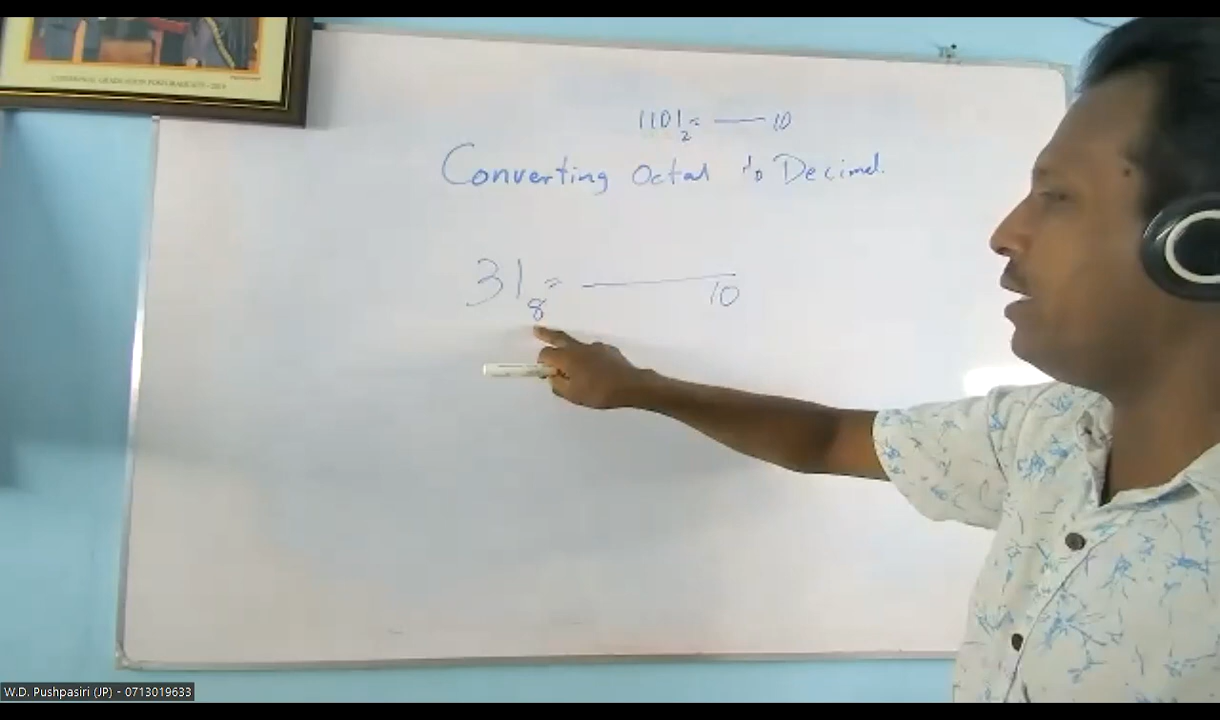 1101₂= —— 10
Converting Octal to Decimal.
31₈= ———— 10
W.D. Pushpasiri (JP) - 0713019633